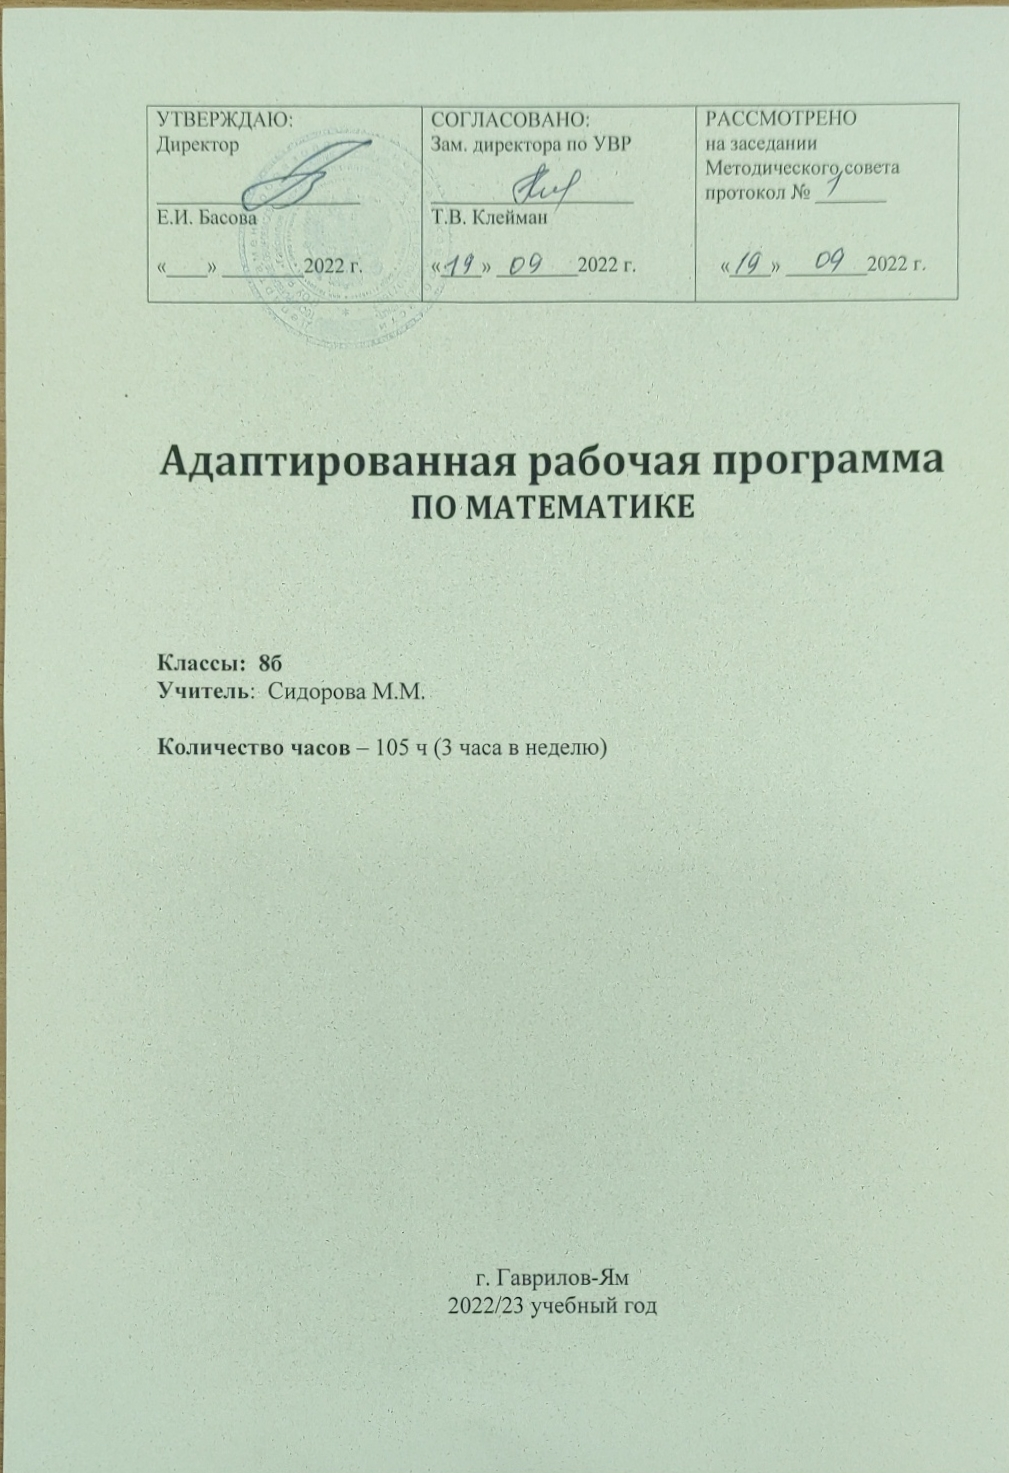 УТВЕРЖДАЮ:
Директор
_________________
Е.И. Басова
«____» ________2022 г.
СОГЛАСОВАНО:
Зам. директора по УВР
_________________
Т.В. Клейман
«19» 09 2022 г.
РАССМОТРЕНО
на заседании
Методического совета
протокол № 1
«19» 09 2022 г.
Адаптированная рабочая программа
ПО МАТЕМАТИКЕ
Классы: 8б
Учитель: Сидорова М.М.
Количество часов – 105 ч (3 часа в неделю)
г. Гаврилов-Ям
2022/23 учебный год